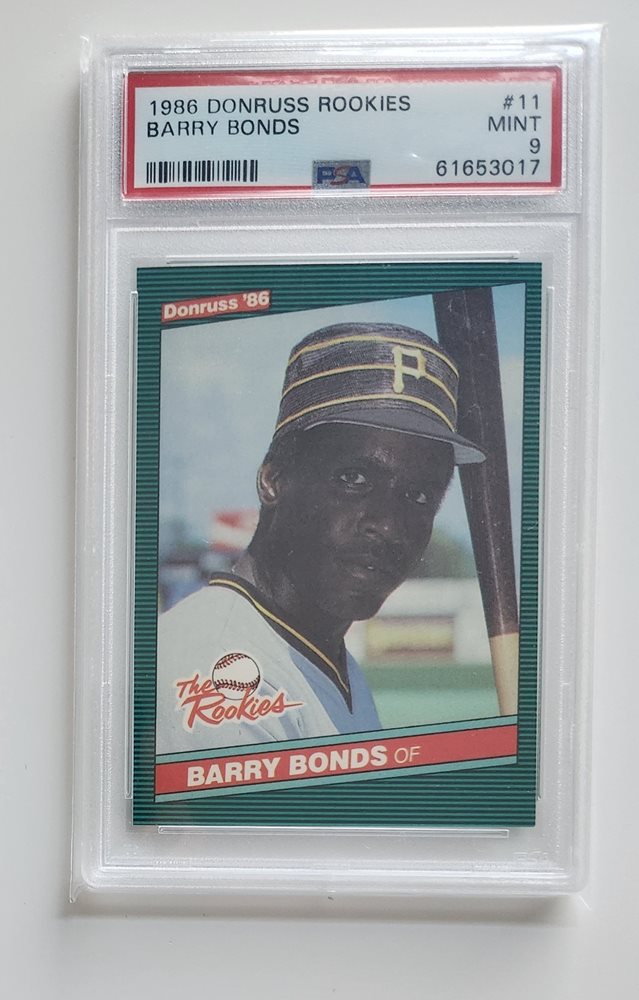 1986 DONRUSS ROOKIES #11
BARRY BONDS MINT
9
PSA 61653017
Donruss '86
P
The
Rookies
BARRY BONDS OF